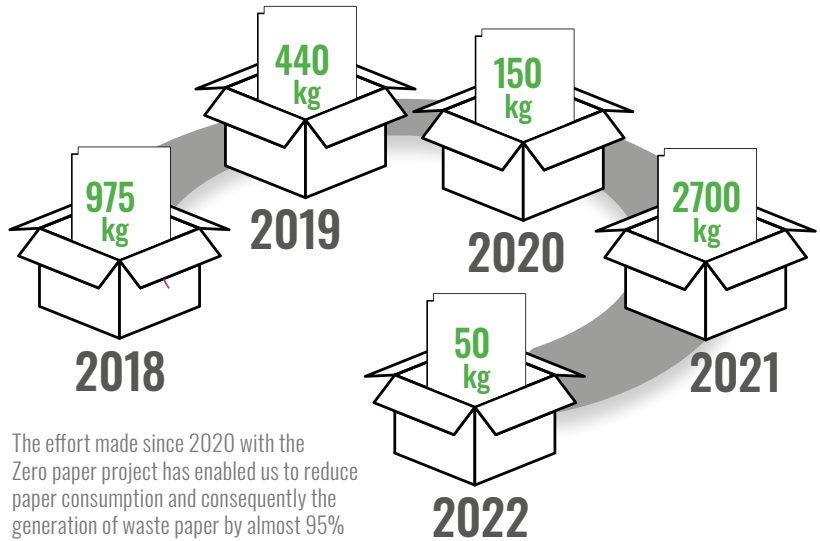 975
kg
2018
440
kg
2019
150
kg
2020
2700
kg
2021
50
kg
2022
The effort made since 2020 with the
Zero paper project has enabled us to reduce
paper consumption and consequently the
generation of waste paper by almost 95%